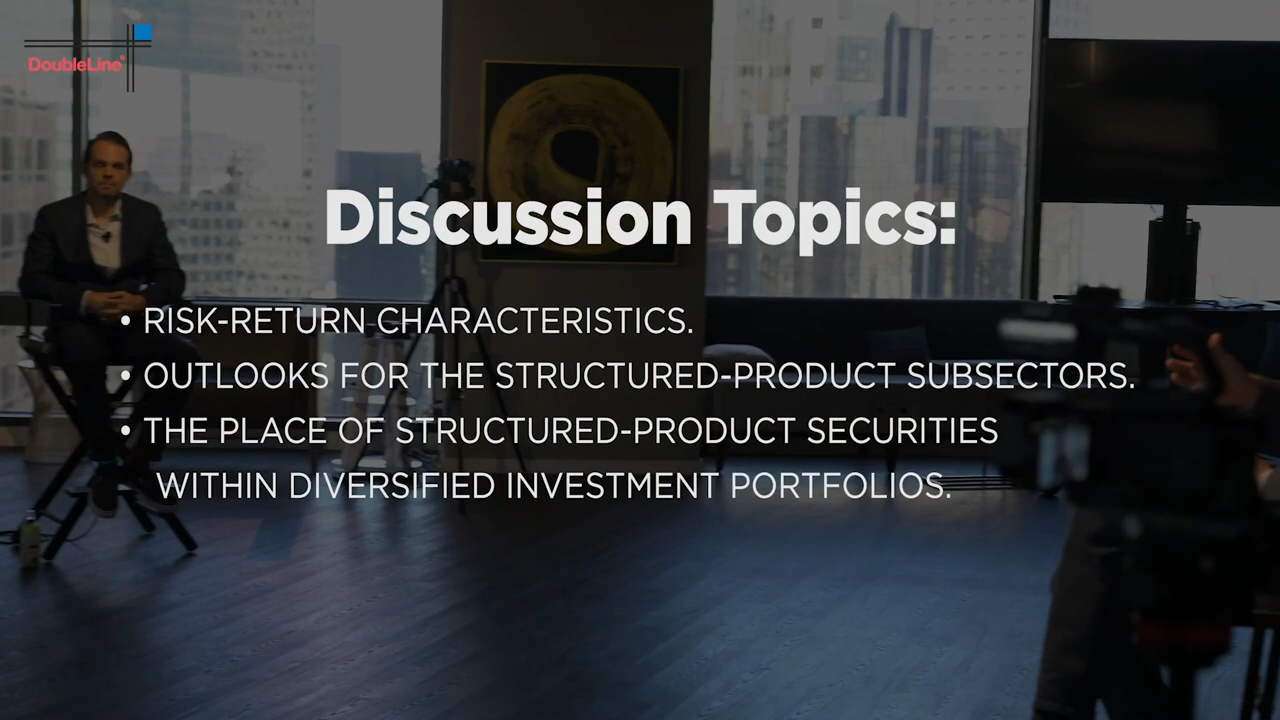 DoubleLine®
Discussion Topics:
• RISK-RETURN CHARACTERISTICS.
• OUTLOOKS FOR THE STRUCTURED-PRODUCT SUBSECTORS.
• THE PLACE OF STRUCTURED-PRODUCT SECURITIES
WITHIN DIVERSIFIED INVESTMENT PORTFOLIOS.